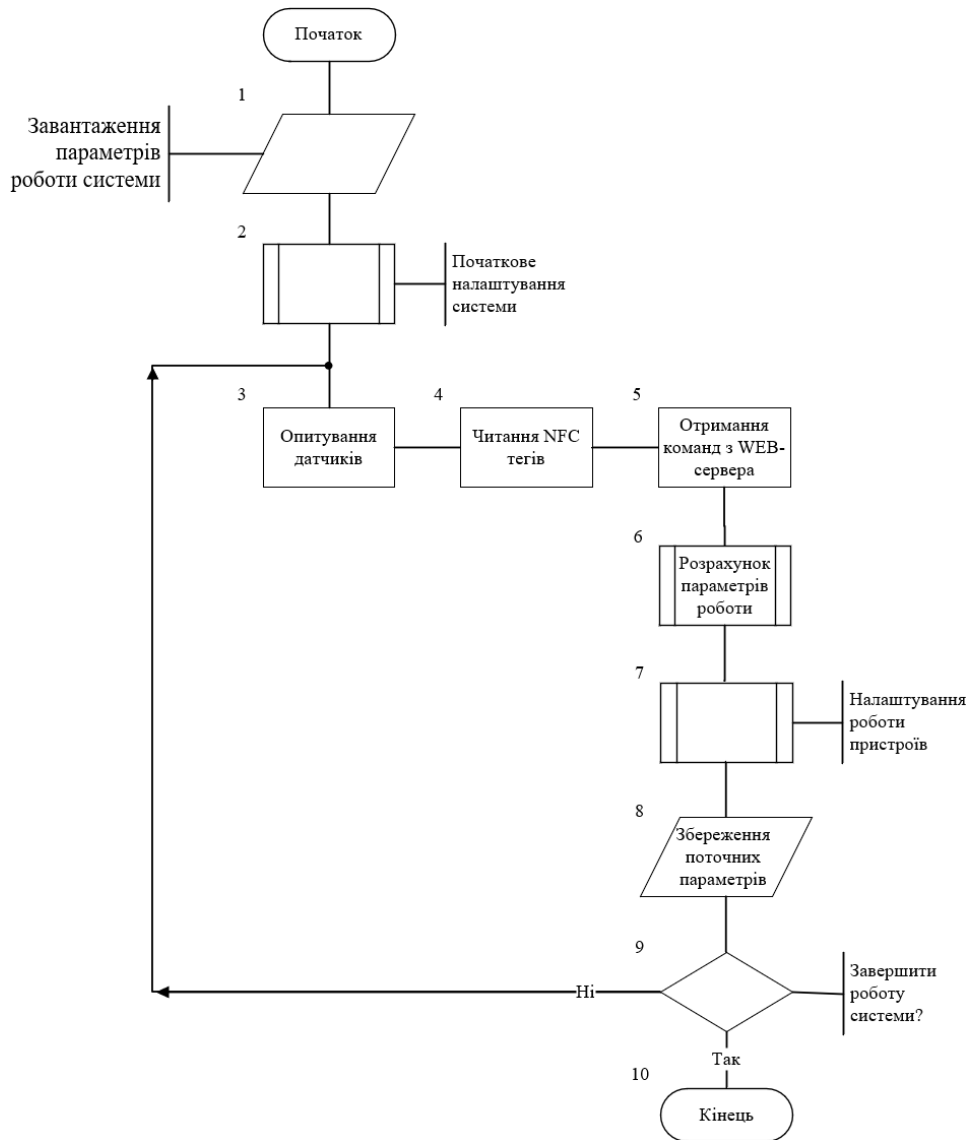 Початок
1
Завантаження
параметрів
роботи системи
2
Початкове
налаштування
системи
3
Опитування
датчиків
4
Читання NFC
тегів
5
Отримання
команд з WEB-
сервера
6
Розрахунок
параметрів
роботи
7
Налаштування
роботи
пристроїв
8
Збереження
поточних
параметрів
9
Завершити
роботу
системи?
Ні
Так
10
Кінець